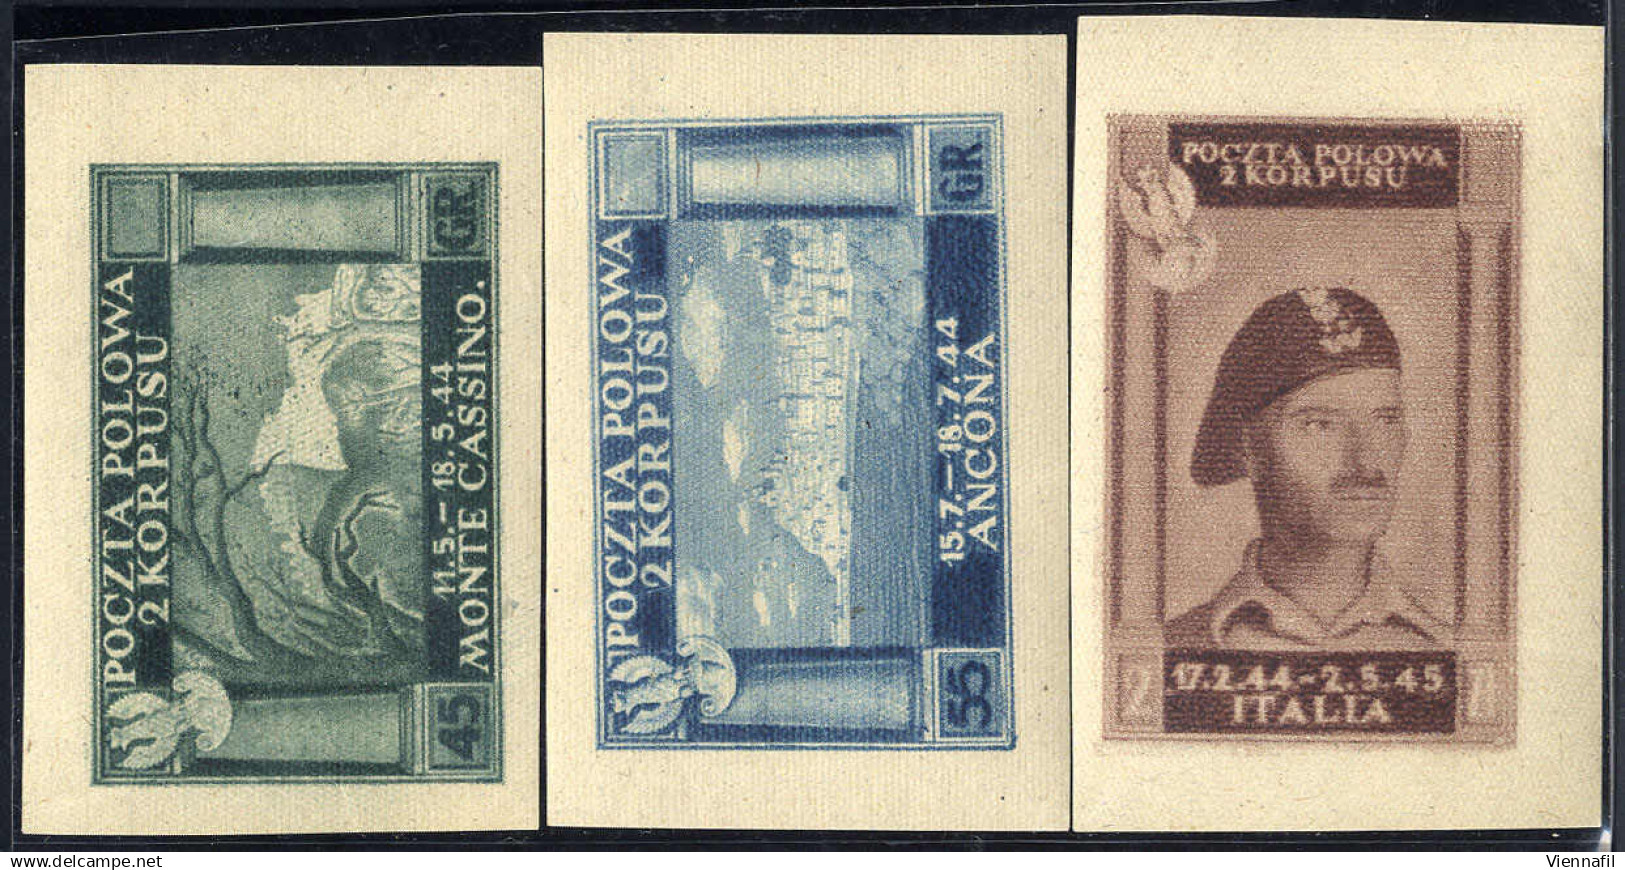 POCZTA POLOWA
2 KORPUSU
GR
11.5.–18.5.44
MONTE CASSINO.
45
POCZTA POLOWA
2 KORPUSU
GR
15.7.–18.7.44
ANCONA
55
POCZTA POLOWA
2 KORPUSU
17.2.44–2.5.45
ITALIA
www.delcampe.net
Viennafil